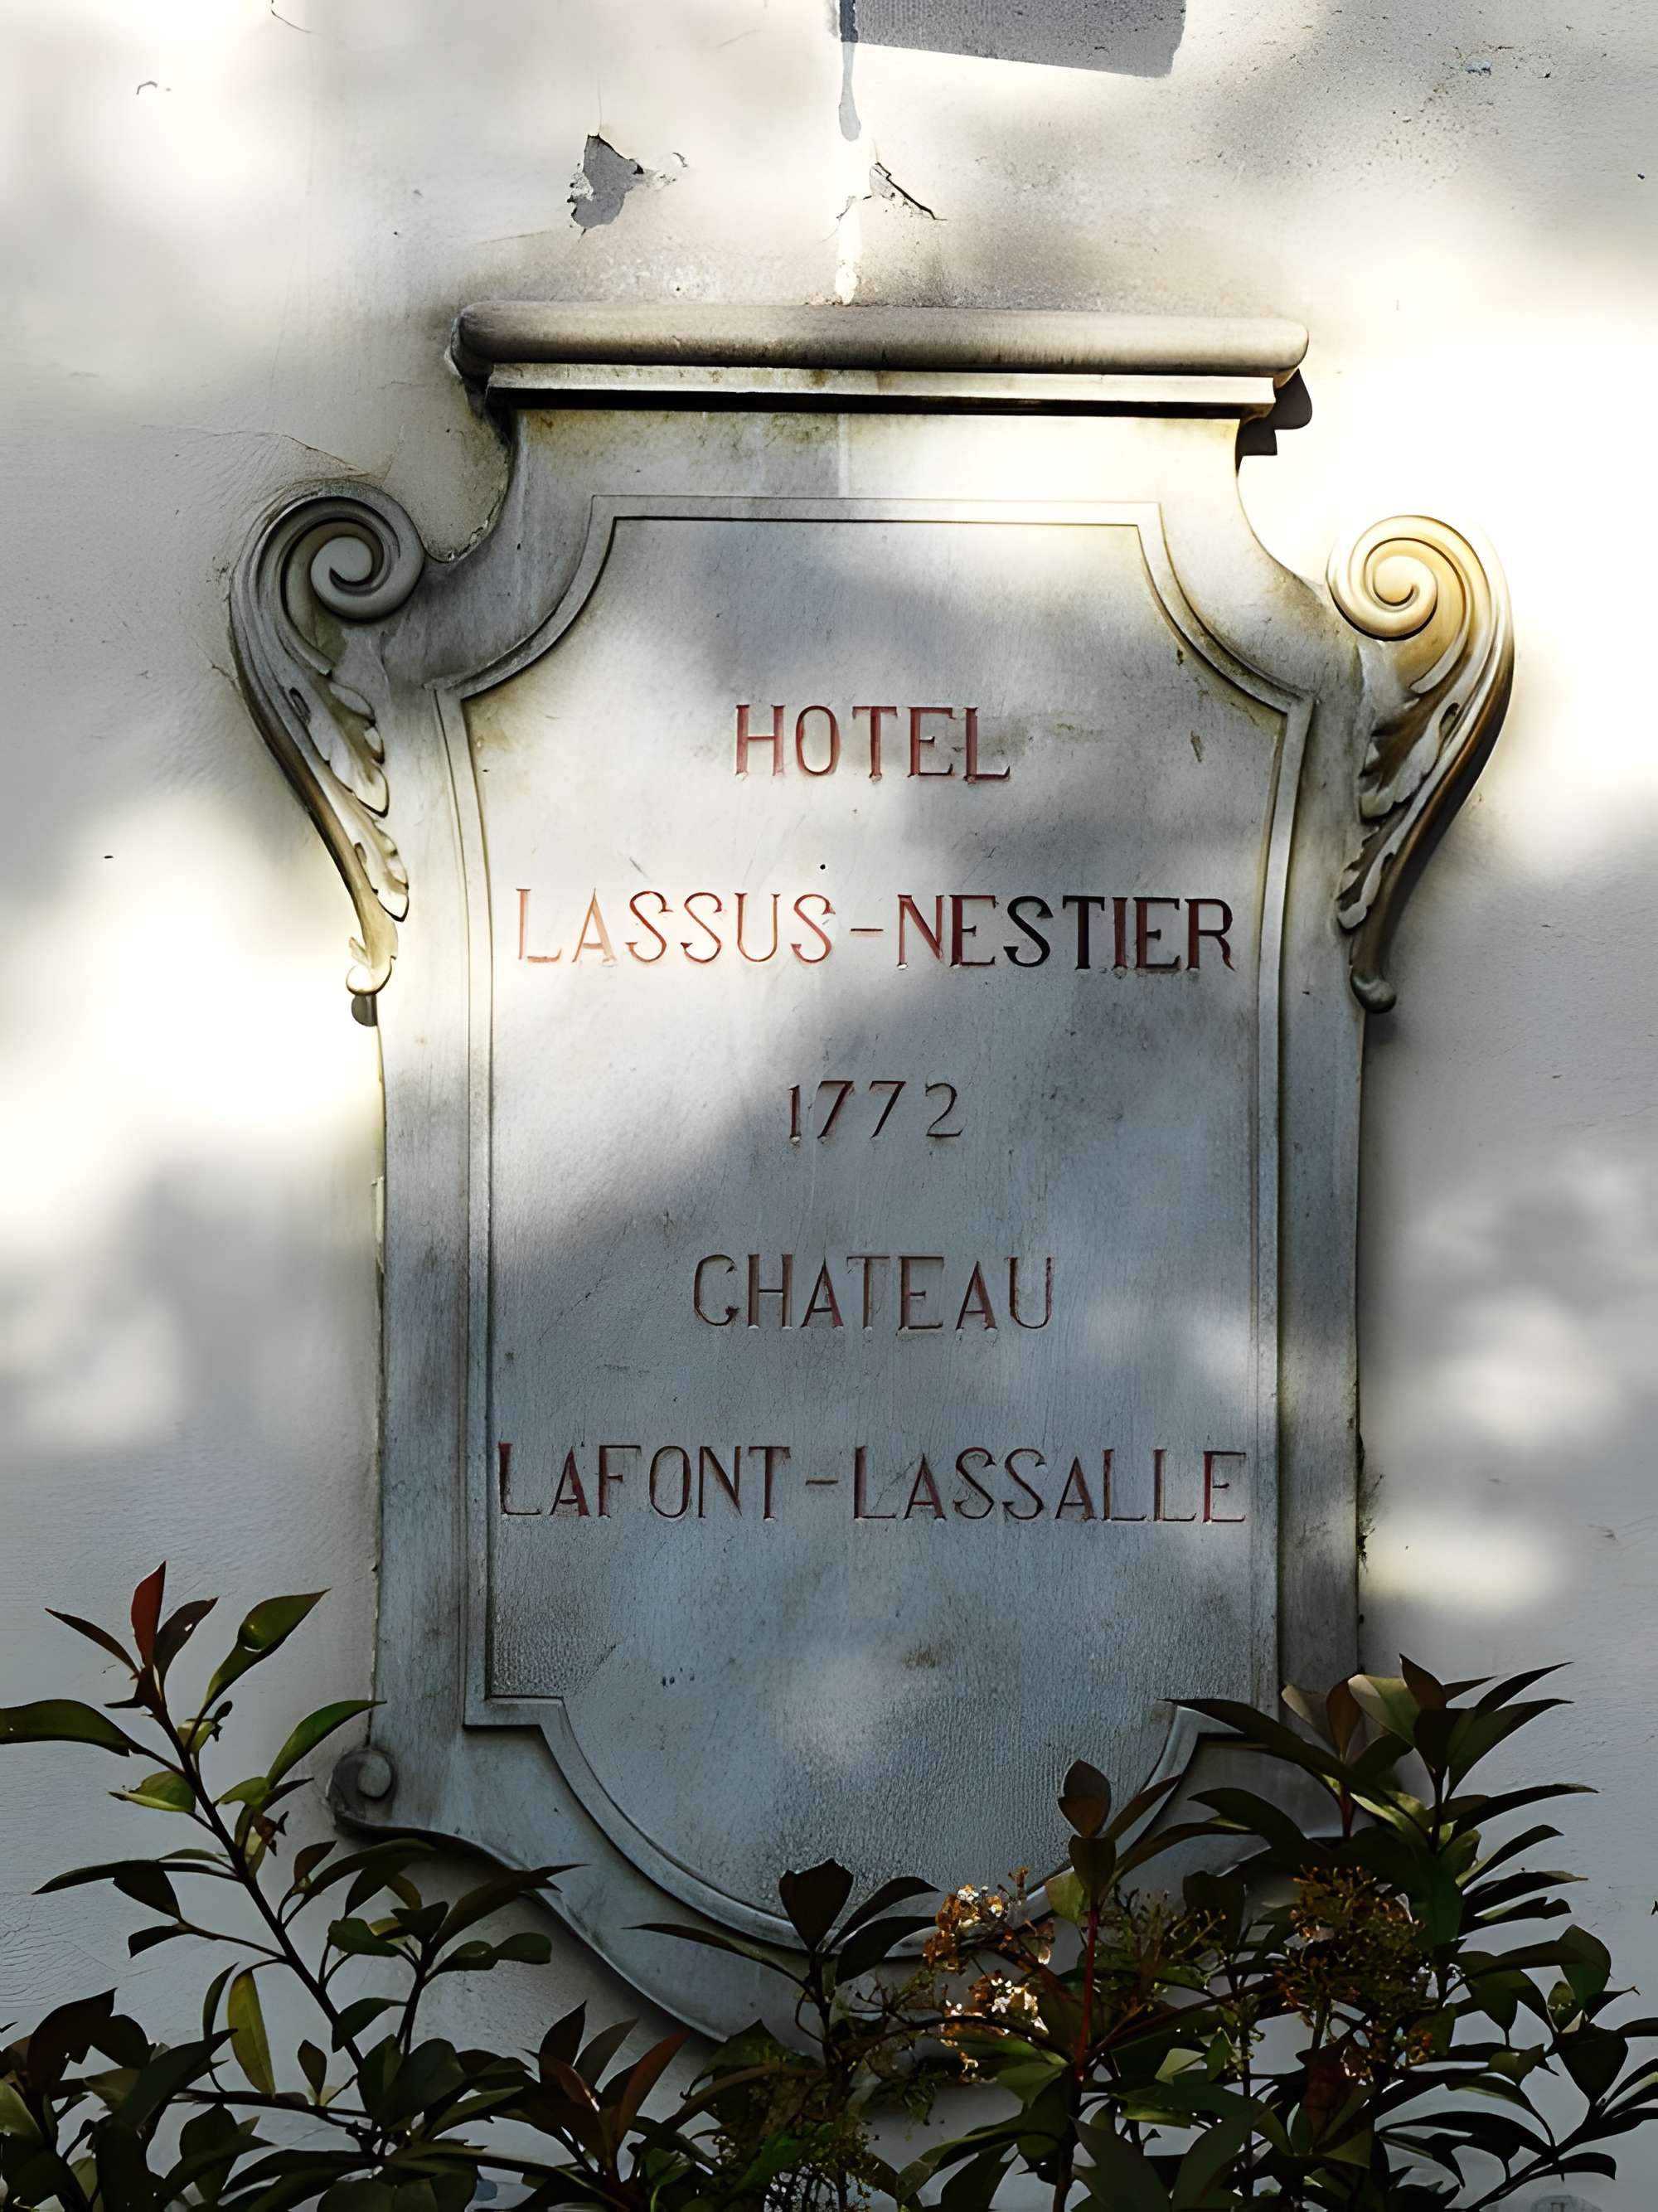 HOTEL
LASSUS-NESTIER
1772
CHATEAU
LAFONT-LASSALLE